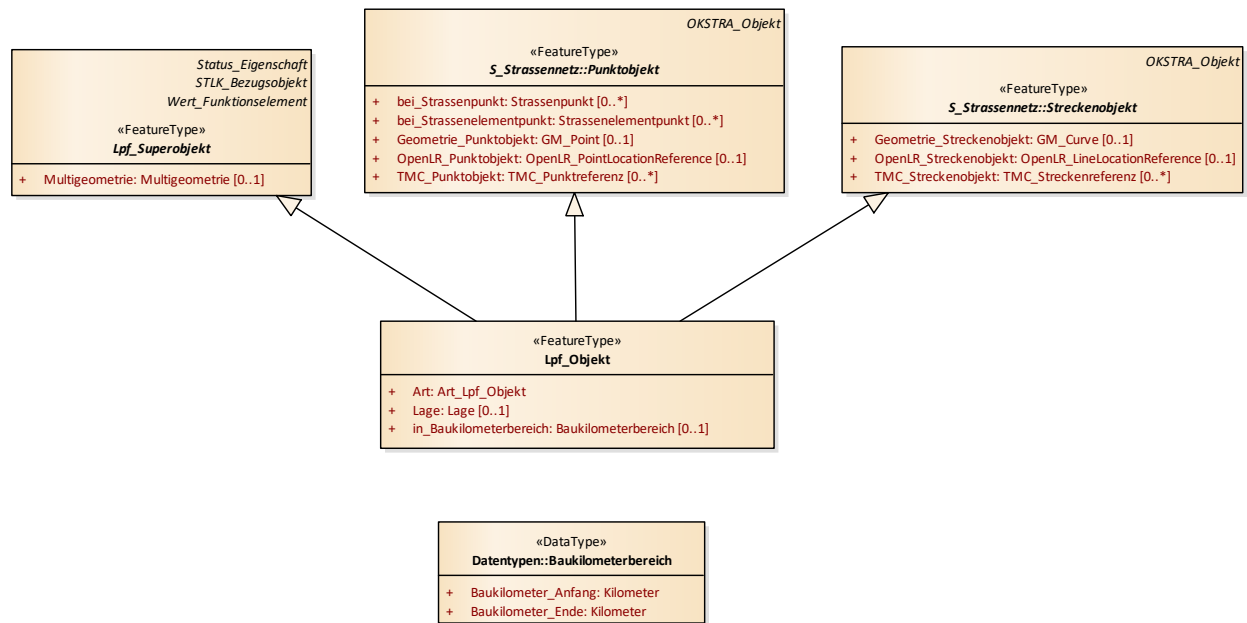 Status_Eigenschaft
STLK_Bezugsobjekt
Wert_Funktionselement
«FeatureType»
Lpf_Superobjekt
+ Multigeometrie: Multigeometrie [0..1]
OKSTRA_Objekt
«FeatureType»
S_Strassennetz::Punktobjekt
+ bei_Strassenpunkt: Strassenpunkt [0..*]
+ bei_Strassenelementpunkt: Strassenelementpunkt [0..*]
+ Geometrie_Punktobjekt: GM_Point [0..1]
+ OpenLR_Punktobjekt: OpenLR_PointLocationReference [0..1]
+ TMC_Punktobjekt: TMC_Punktreferenz [0..*]
OKSTRA_Objekt
«FeatureType»
S_Strassennetz::Streckenobjekt
+ Geometrie_Streckenobjekt: GM_Curve [0..1]
+ OpenLR_Streckenobjekt: OpenLR_LineLocationReference [0..1]
+ TMC_Streckenobjekt: TMC_Streckenreferenz [0..*]
«FeatureType»
Lpf_Objekt
+ Art: Art_Lpf_Objekt
+ Lage: Lage [0..1]
+ in_Baukilometerbereich: Baukilometerbereich [0..1]
«DataType»
Datentypen::Baukilometerbereich
+ Baukilometer_Anfang: Kilometer
+ Baukilometer_Ende: Kilometer